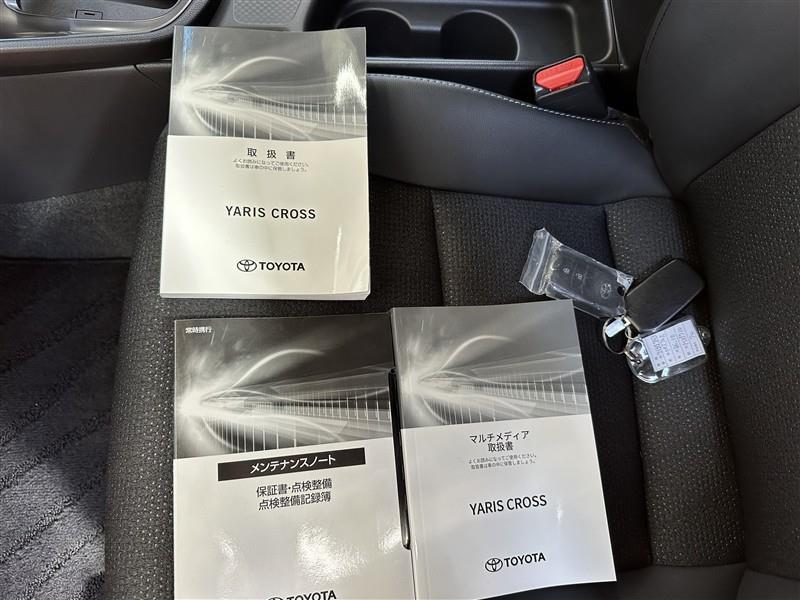 取扱書
よくお読みになってご使用ください。
取扱書は車の中に保管しましょう。
YARIS CROSS
TOYOTA
常時携行
メンテナンスノート
保証書・点検整備
点検整備記録簿
TOYOTA
マルチメディア
取扱書
よくお読みになってご使用ください。
取扱書は車の中に保管しましょう。
YARIS CROSS
TOYOTA